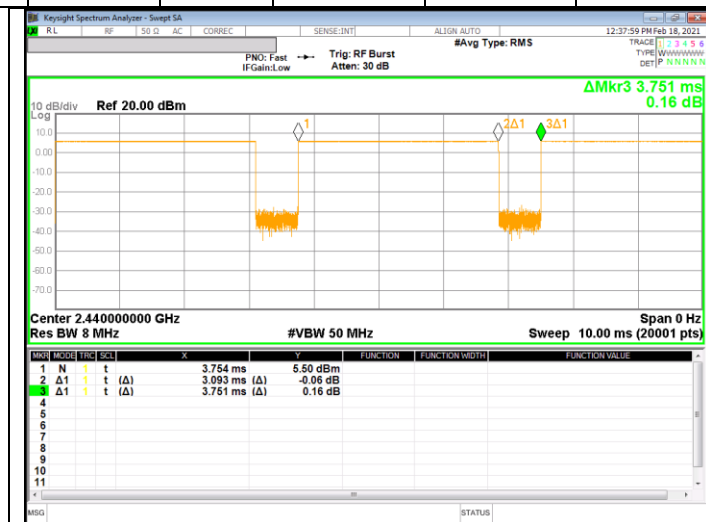 Keysight Spectrum Analyzer - Swept SA
LXI RL RF 50 Ω AC CORREC SENSE:INT ALIGN AUTO 12:37:59 PM Feb 18, 2021
#Avg Type: RMS TRACE 1 2 3 4 5 6
PNO: Fast Trig: RF Burst TYPE WWWWWW
IFGain:Low Atten: 30 dB DET P N N N N N
ΔMkr3 3.751 ms
10 dB/div Ref 20.00 dBm 0.16 dB
Log
10.0
1 2Δ1 3Δ1
0.00
-10.0
-20.0
-30.0
-40.0
-50.0
-60.0
-70.0
Center 2.440000000 GHz Span 0 Hz
Res BW 8 MHz #VBW 50 MHz Sweep 10.00 ms (20001 pts)
MKR MODE TRC SCL X Y FUNCTION FUNCTION WIDTH FUNCTION VALUE
1 N 1 t 3.754 ms 5.50 dBm
2 Δ1 1 t (Δ) 3.093 ms (Δ) -0.06 dB
3 Δ1 1 t (Δ) 3.751 ms (Δ) 0.16 dB
4
5
6
7
8
9
10
11
MSG STATUS